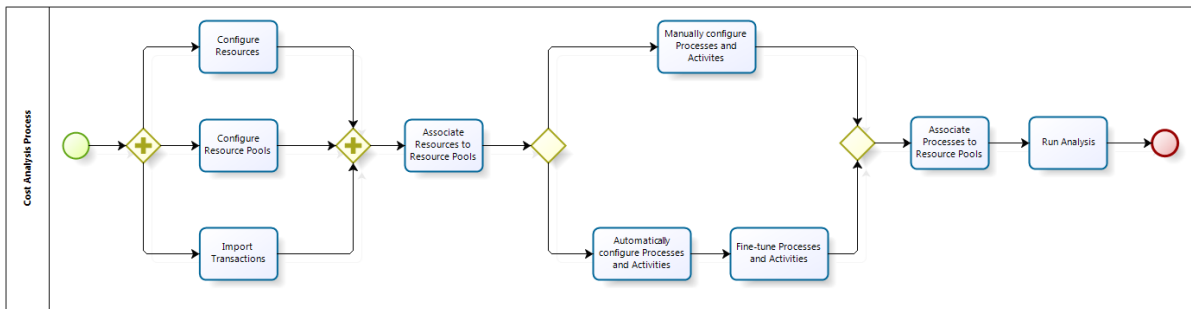 Cost Analysis Process
Configure
Resources
Configure
Resource Pools
Import
Transactions
Associate
Resources to
Resource Pools
Manually configure
Processes and
Activites
Automatically
configure Processes
and Activities
Fine-tune Processes
and Activities
Associate
Processes to
Resource Pools
Run Analysis